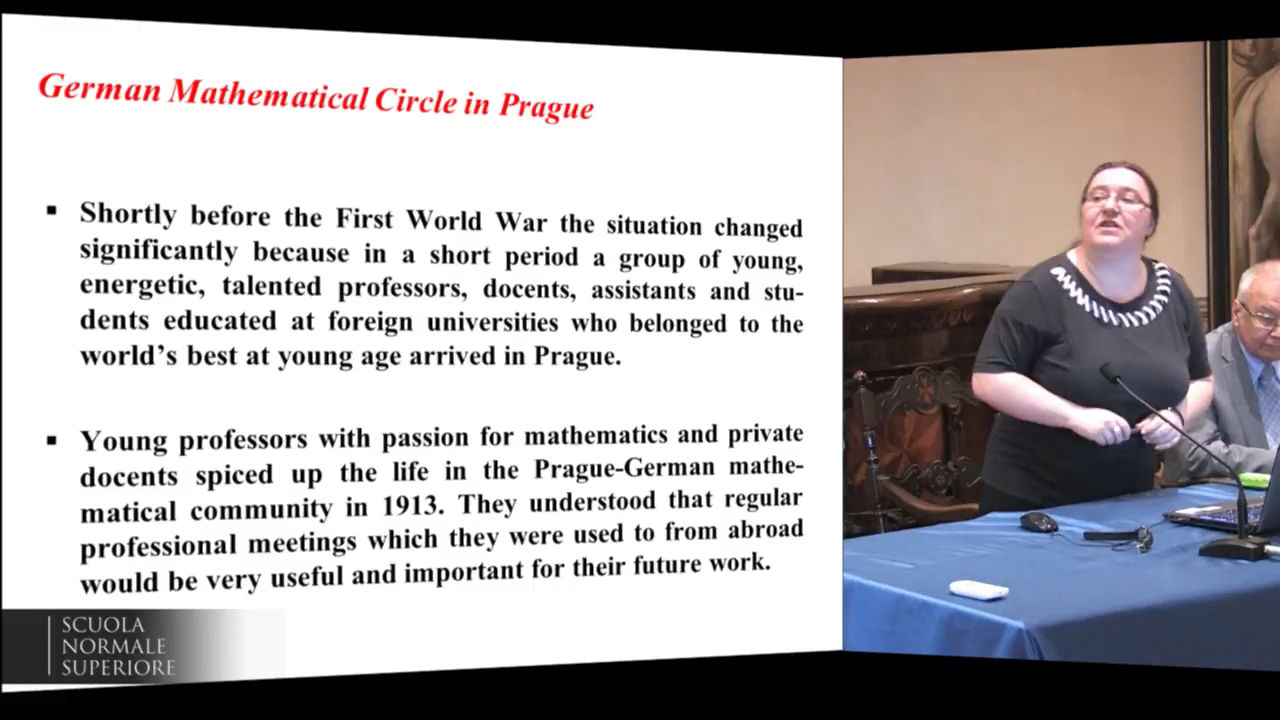 German Mathematical Circle in Prague
▪ Shortly before the First World War the situation changed
significantly because in a short period a group of young,
energetic, talented professors, docents, assistants and stu-
dents educated at foreign universities who belonged to the
world's best at young age arrived in Prague.
▪ Young professors with passion for mathematics and private
docents spiced up the life in the Prague-German mathe-
matical community in 1913. They understood that regular
professional meetings which they were used to from abroad
would be very useful and important for their future work.
SCUOLA
NORMALE
SUPERIORE